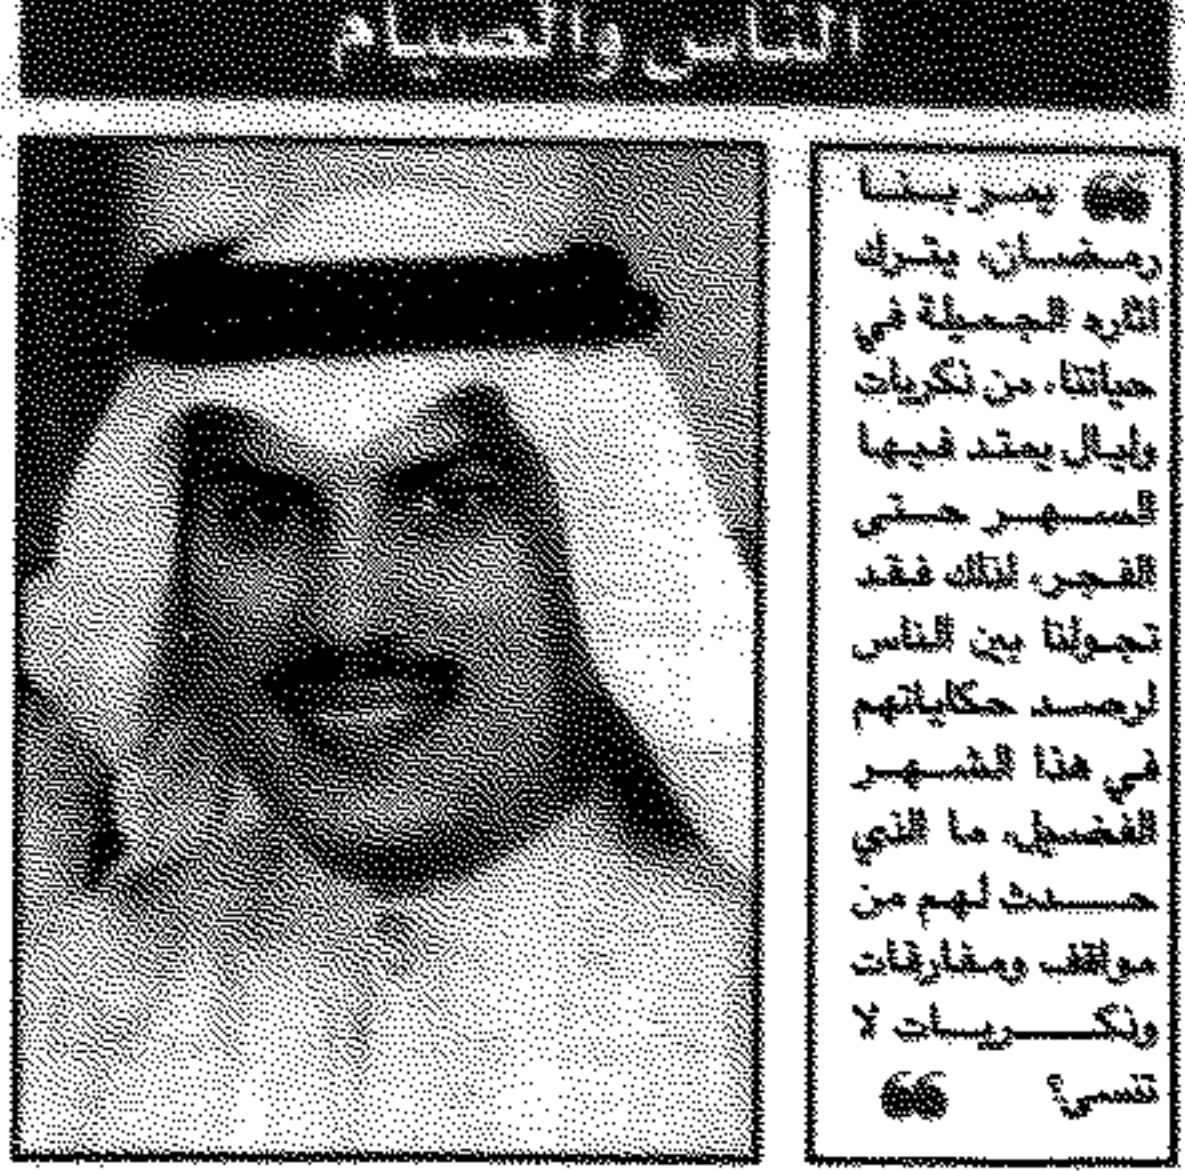 الناس والصيام
❝ يمر بنا
رمضان، يترك
اثاره الجميلة في
حياتنا، من ذكريات
وليال يمتد فيها
السهر حتى
الفجر، لذلك فقد
تجولنا بين الناس
لرصد حكاياتهم
في هذا الشهر
الفضيل، ما الذي
حدث لهم من
مواقف ومفارقات
وذكريات لا
تنسى؟ ❝